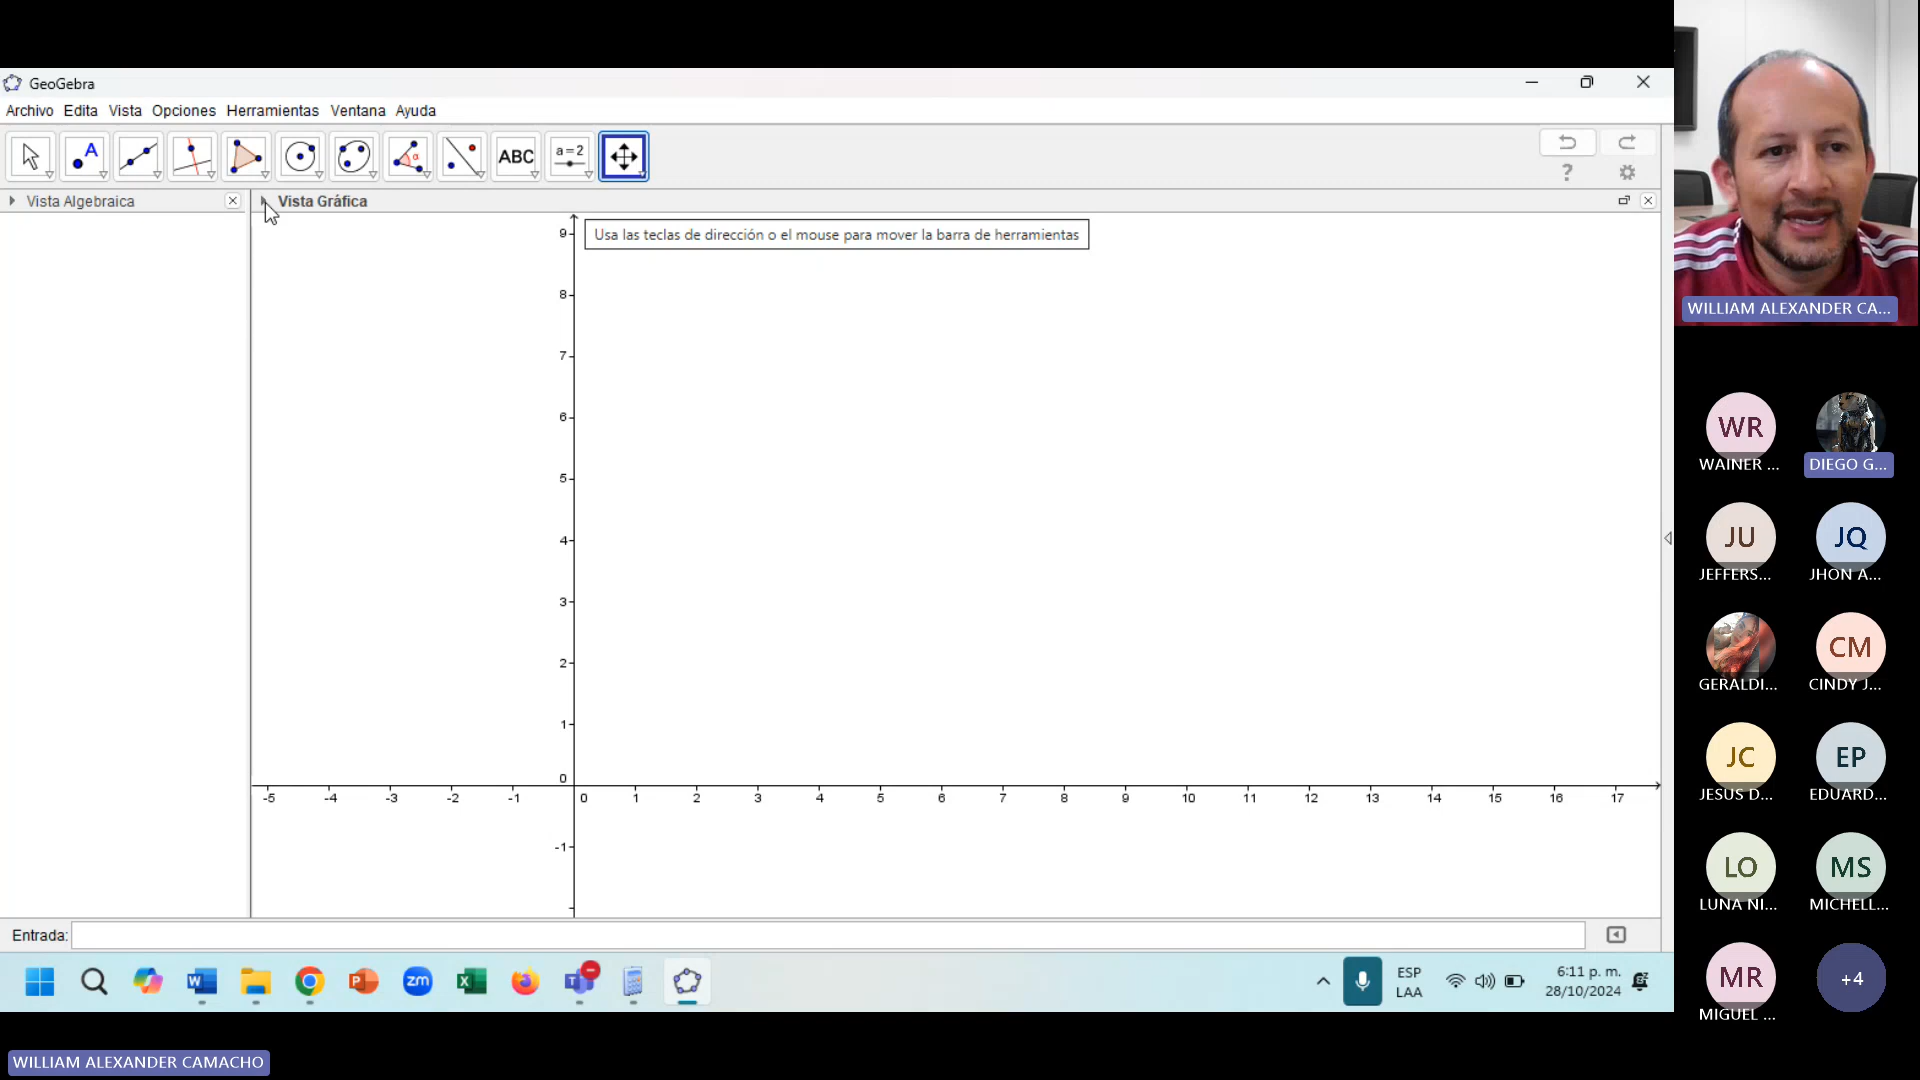 GeoGebra
Archivo Edita Vista Opciones Herramientas Ventana Ayuda
A
α
ABC
a=2
?
Vista Algebraica
Vista Gráfica
Usa las teclas de dirección o el mouse para mover la barra de herramientas
9
8
7
6
5
4
3
2
1
0
-5 -4 -3 -2 -1 0 1 2 3 4 5 6 7 8 9 10 11 12 13 14 15 16 17
-1
Entrada:
W
P
zm
X
T
ESP
LAA
6:11 p. m.
28/10/2024
WILLIAM ALEXANDER CAMACHO
WILLIAM ALEXANDER CA...
WR
WAINER ...
DIEGO G...
JU
JEFFERS...
JQ
JHON A...
GERALDI...
CM
CINDY J...
JC
JESUS D...
EP
EDUARD...
LO
LUNA NI...
MS
MICHELL...
MR
MIGUEL ...
+4